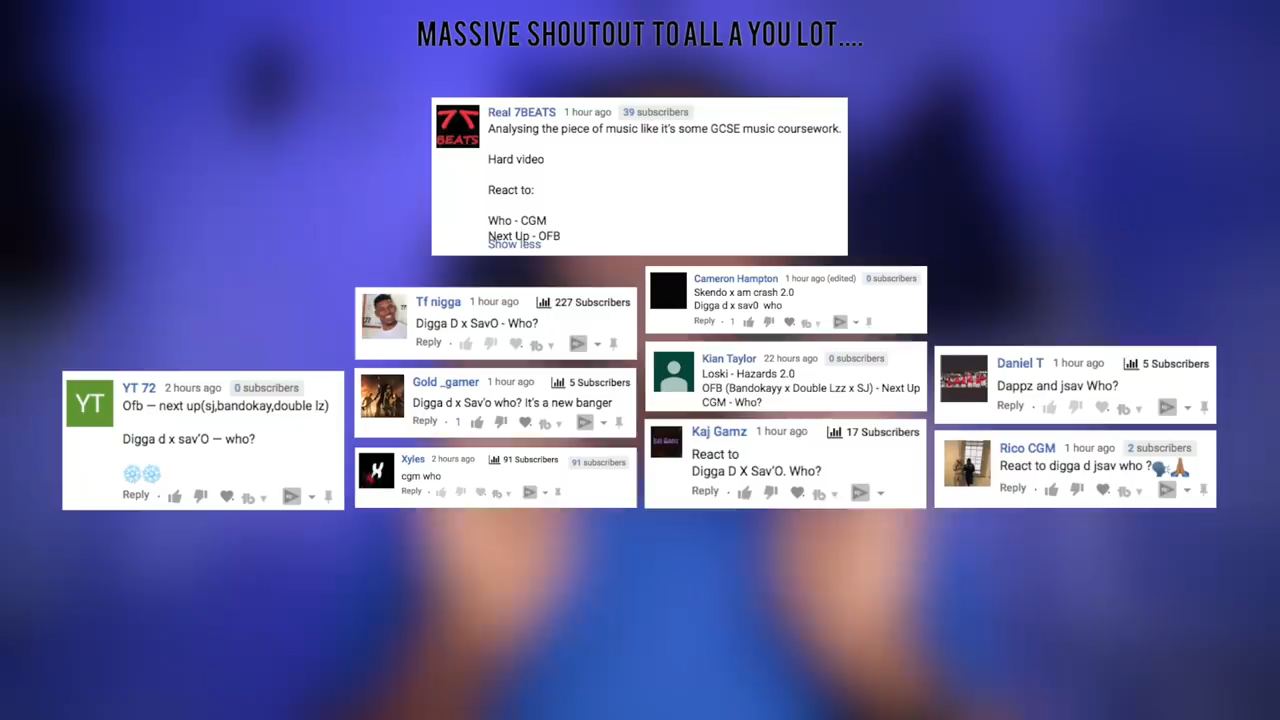 MASSIVE SHOUTOUT TO ALL A YOU LOT....
7
BEATS
Real 7BEATS 1 hour ago 39 subscribers
Analysing the piece of music like it's some GCSE music coursework.
Hard video
React to:
Who - CGM
Next Up - OFB
Show less
Tf nigga 1 hour ago 227 Subscribers
Digga D x SavO - Who?
Reply
Cameron Hampton 1 hour ago (edited) 0 subscribers
Skendo x am crash 2.0
Digga d x sav0 who
Reply · 1
YT
YT 72 2 hours ago 0 subscribers
Ofb — next up(sj,bandokay,double lz)
Digga d x sav'O — who?
Reply
Gold _gamer 1 hour ago 5 Subscribers
Digga d x Sav'o who? It's a new banger
Reply · 1
Xyles 2 hours ago 91 Subscribers 91 subscribers
cgm who
Reply
Kian Taylor 22 hours ago 0 subscribers
Loski - Hazards 2.0
OFB (Bandokayy x Double Lzz x SJ) - Next Up
CGM - Who?
Kaj Gamz 1 hour ago 17 Subscribers
React to
Digga D X Sav'O. Who?
Reply
Daniel T 1 hour ago 5 Subscribers
Dappz and jsav Who?
Reply
Rico CGM 1 hour ago 2 subscribers
React to digga d jsav who ?🗣🙏🏽
Reply